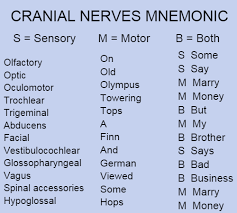 CRANIAL NERVES MNEMONIC
S = Sensory M = Motor B = Both
Olfactory On S Some
Optic Old S Say
Oculomotor Olympus M Marry
Trochlear Towering M Money
Trigeminal Tops B But
Abducens A M My
Facial Finn B Brother
Vestibulocochlear And S Says
Glossopharyngeal German B Bad
Vagus Viewed B Business
Spinal accessories Some M Marry
Hypoglossal Hops M Money